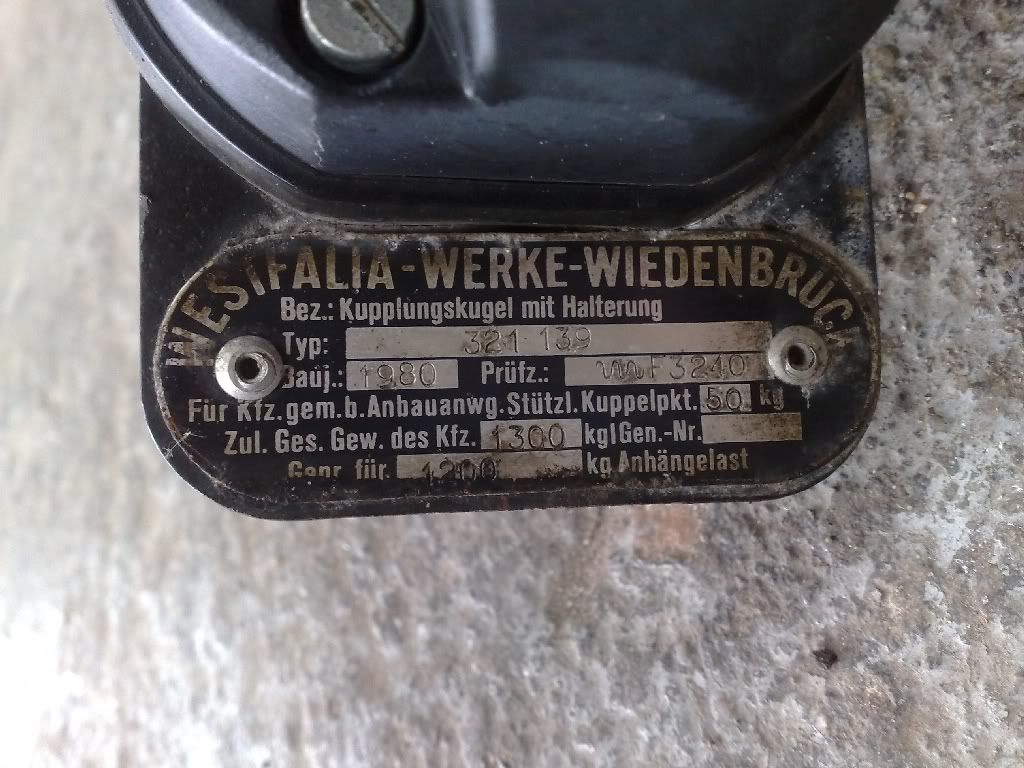 WESTFALIA-WERKE-WIEDENBRÜCK
Bez.: Kupplungskugel mit Halterung
Typ: 321 139
Bauj.: 1980 Prüfz.: F3240
Für Kfz.gem.b.Anbauanwg.Stützl.Kuppelpkt. 50 kg
Zul. Ges. Gew. des Kfz. 1300 kg|Gen.-Nr.
Genr. für 1200 kg Anhängelast